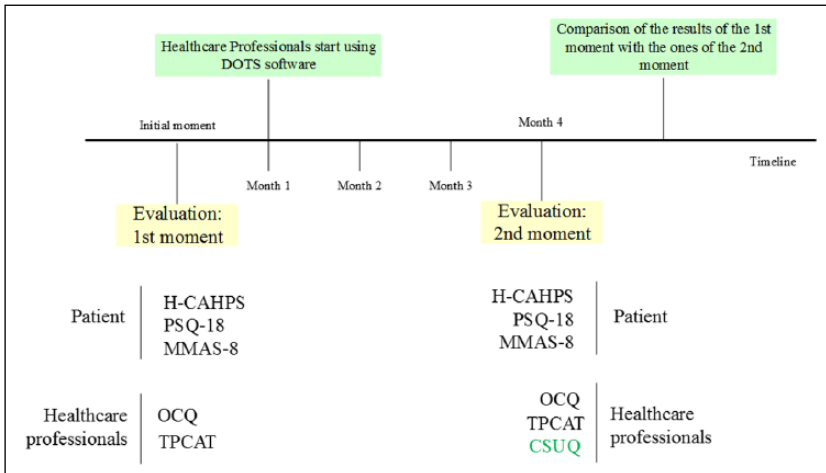 Healthcare Professionals start using
DOTS software
Comparison of the results of the 1st
moment with the ones of the 2nd
moment
Initial moment
Month 4
Timeline
Month 1
Month 2
Month 3
Evaluation:
1st moment
Evaluation:
2nd moment
Patient
H-CAHPS
PSQ-18
MMAS-8
H-CAHPS
PSQ-18
MMAS-8
Patient
Healthcare
professionals
OCQ
TPCAT
OCQ
TPCAT
CSUQ
Healthcare
professionals